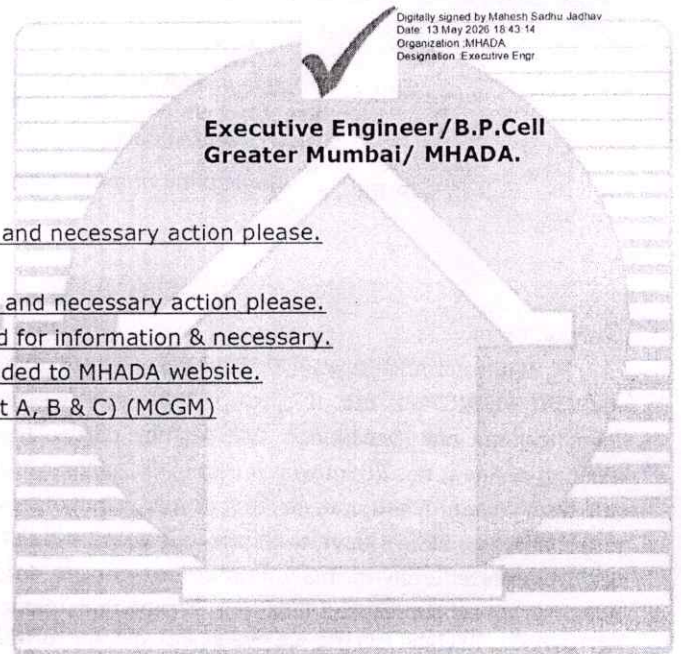 Digitally signed by Mahesh Sadhu Jadhav
Date: 13 May 2026 18:43:14
Organization :MHADA
Designation :Executive Engr
Executive Engineer/B.P.Cell
Greater Mumbai/ MHADA.
and necessary action please.
and necessary action please.
d for information & necessary.
ded to MHADA website.
t A, B & C) (MCGM)